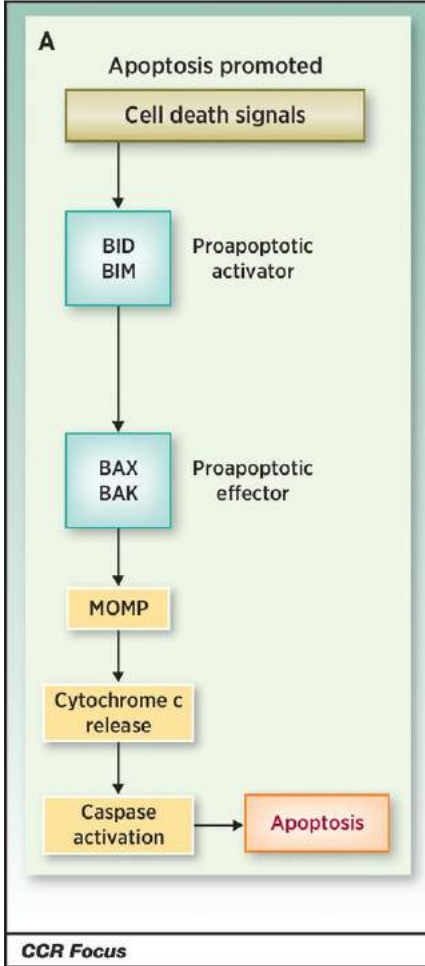 A
Apoptosis promoted
Cell death signals
BID
BIM
Proapoptotic
activator
BAX
BAK
Proapoptotic
effector
MOMP
Cytochrome c
release
Caspase
activation
Apoptosis
CCR Focus